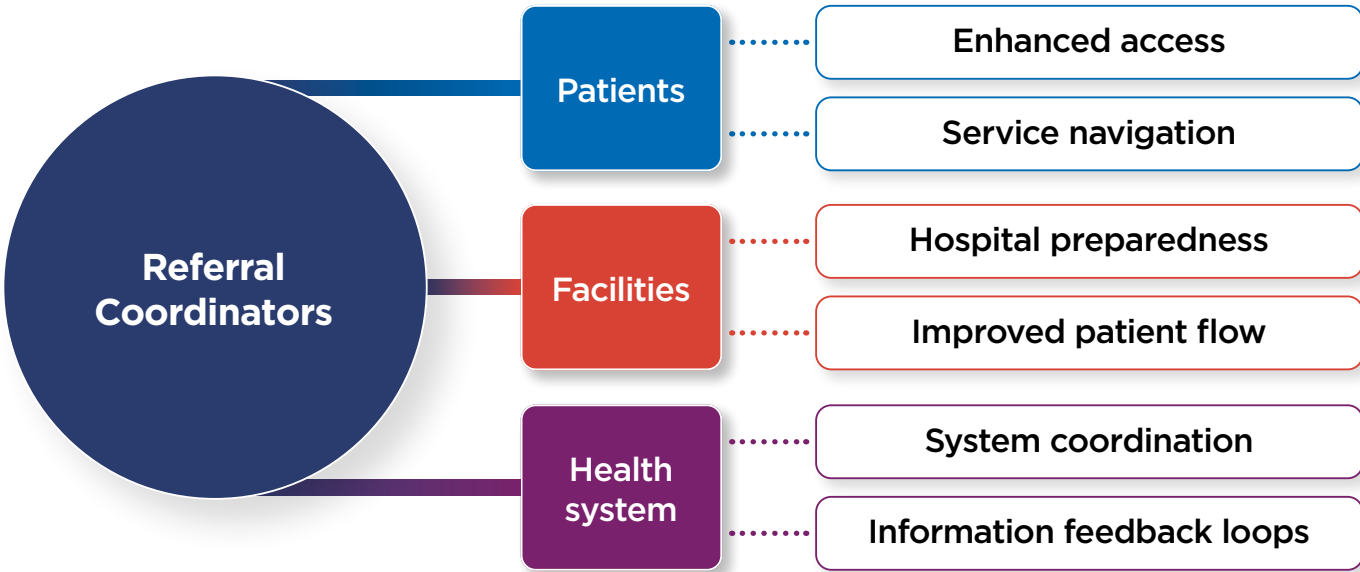 Referral
Coordinators
Patients
Enhanced access
Service navigation
Facilities
Hospital preparedness
Improved patient flow
Health
system
System coordination
Information feedback loops